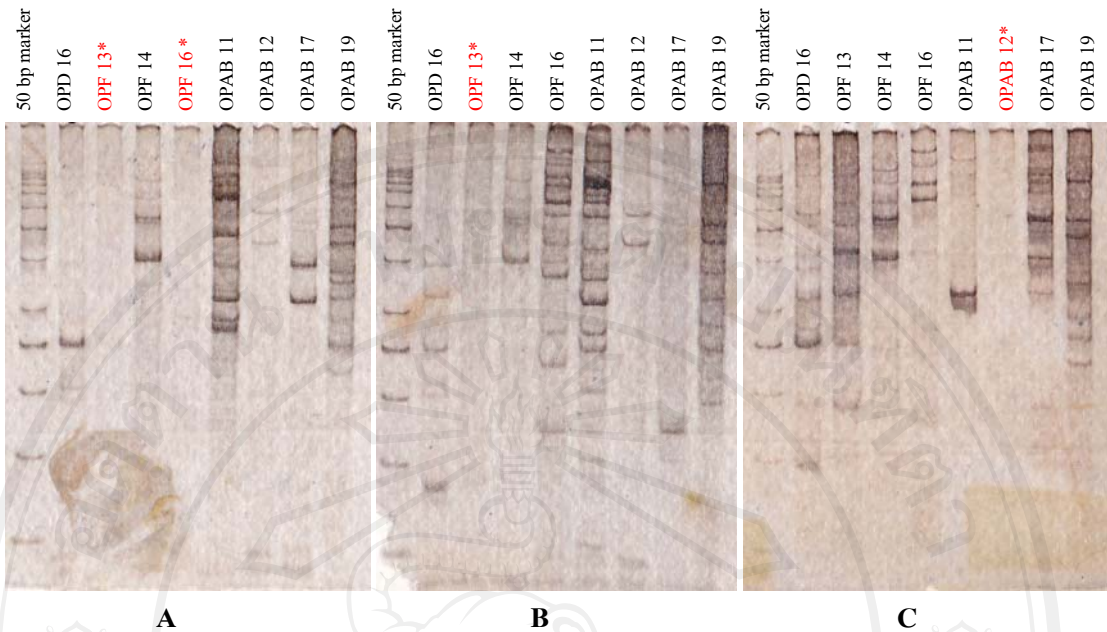 50 bp marker
OPD 16
OPF 13*
OPF 14
OPF 16 *
OPAB 11
OPAB 12
OPAB 17
OPAB 19
50 bp marker
OPD 16
OPF 13*
OPF 14
OPF 16
OPAB 11
OPAB 12
OPAB 17
OPAB 19
50 bp marker
OPD 16
OPF 13
OPF 14
OPF 16
OPAB 11
OPAB 12*
OPAB 17
OPAB 19
A
B
C